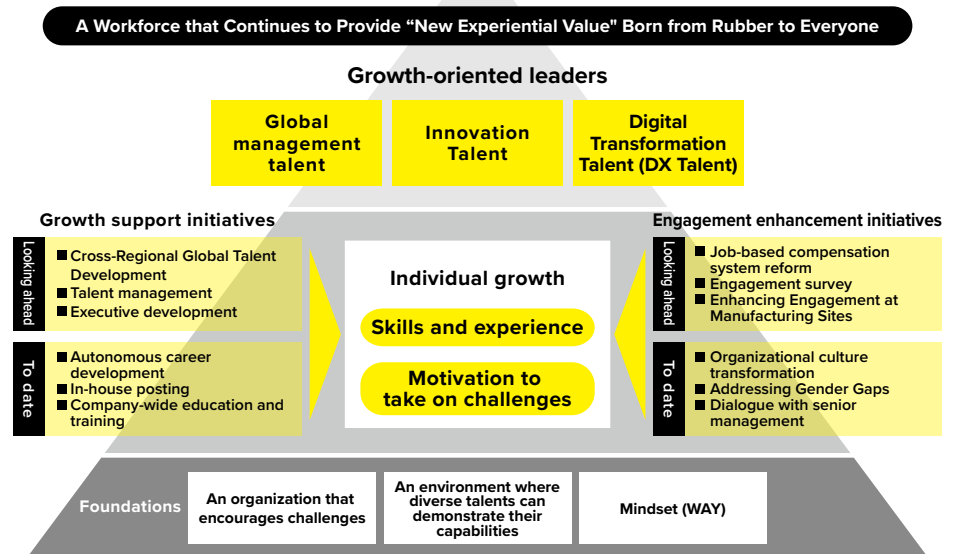 A Workforce that Continues to Provide “New Experiential Value" Born from Rubber to Everyone
Growth-oriented leaders
Global
management
talent
Innovation
Talent
Digital
Transformation
Talent (DX Talent)
Growth support initiatives
Looking ahead
■ Cross-Regional Global Talent
Development
■ Talent management
■ Executive development
To date
■ Autonomous career
development
■ In-house posting
■ Company-wide education and
training
Individual growth
Skills and experience
Motivation to
take on challenges
Engagement enhancement initiatives
Looking ahead
■ Job-based compensation
system reform
■ Engagement survey
■ Enhancing Engagement at
Manufacturing Sites
To date
■ Organizational culture
transformation
■ Addressing Gender Gaps
■ Dialogue with senior
management
Foundations
An organization that
encourages challenges
An environment where
diverse talents can
demonstrate their
capabilities
Mindset (WAY)